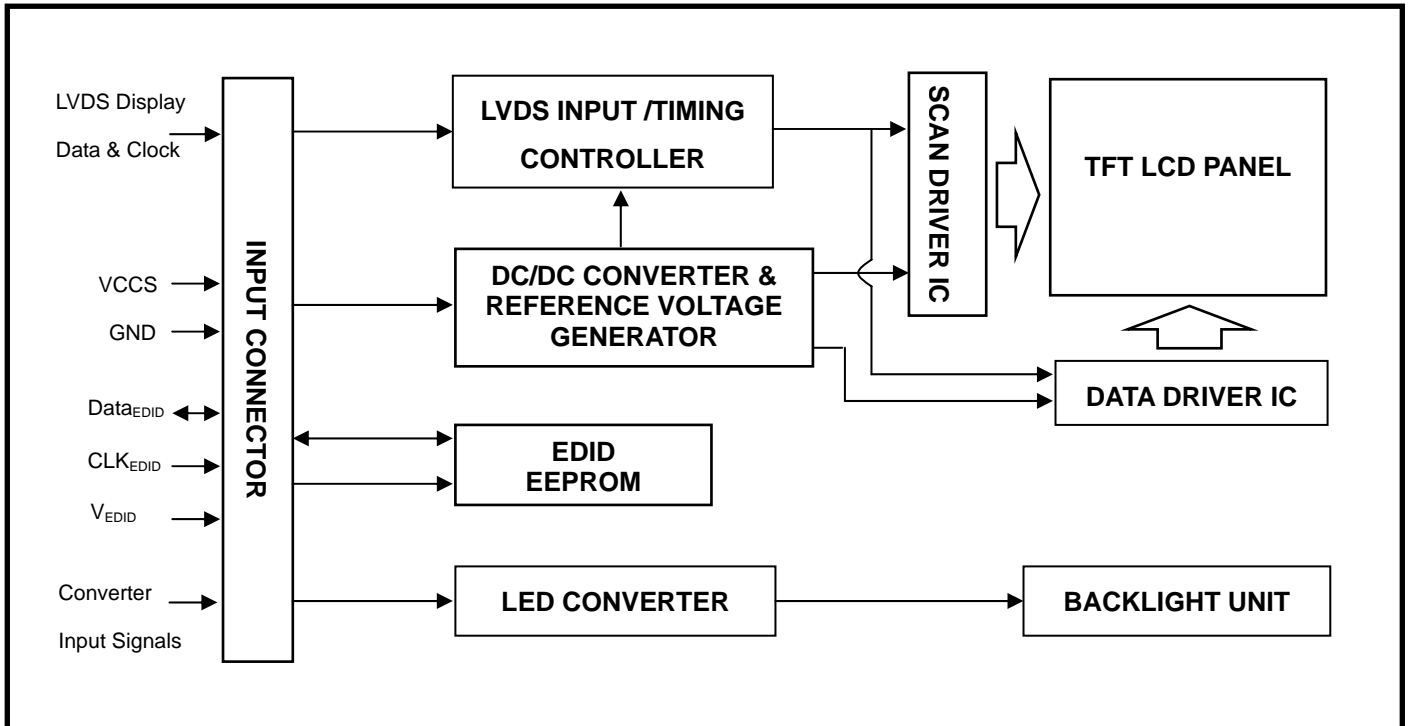 LVDS Display
Data & Clock
VCCS
GND
DataEDID
CLKEDID
VEDID
Converter
Input Signals
INPUT CONNECTOR
LVDS INPUT /TIMING
CONTROLLER
DC/DC CONVERTER &
REFERENCE VOLTAGE
GENERATOR
EDID
EEPROM
LED CONVERTER
SCAN DRIVER IC
TFT LCD PANEL
DATA DRIVER IC
BACKLIGHT UNIT